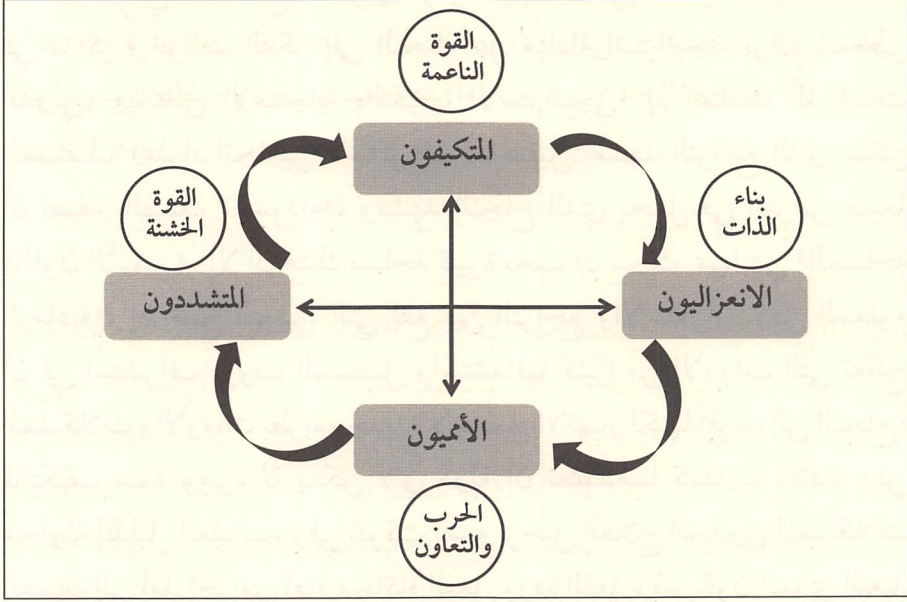 القوة
الناعمة
المتكيفون
بناء
الذات
القوة
الخشنة
الانعزاليون
المتشددون
الأمميون
الحرب
والتعاون